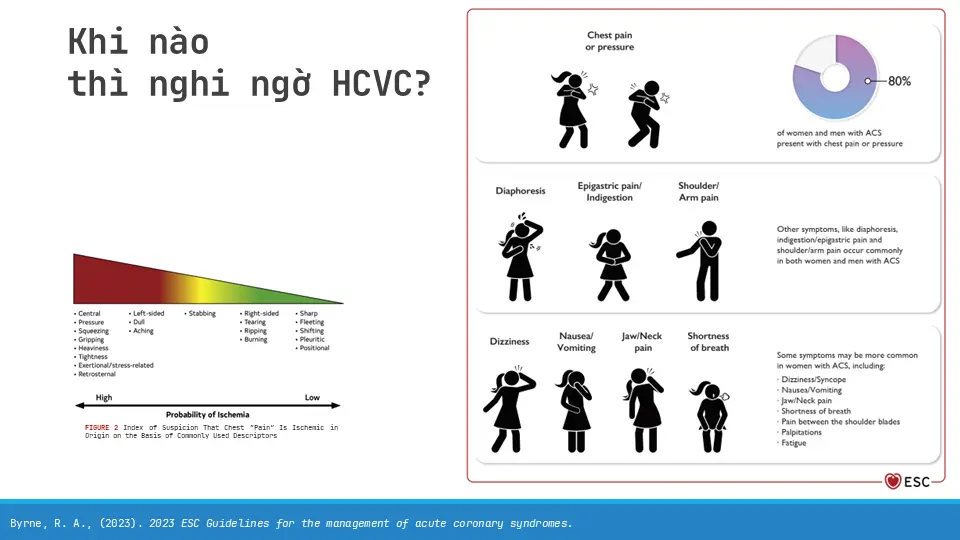 Khi nào
thì nghi ngờ HCVC?
• Central
• Pressure
• Squeezing
• Gripping
• Heaviness
• Tightness
• Exertional/stress-related
• Retrosternal
• Left-sided
• Dull
• Aching
• Stabbing
• Right-sided
• Tearing
• Ripping
• Burning
• Sharp
• Fleeting
• Shifting
• Pleuritic
• Positional
High
Low
Probability of Ischemia
FIGURE 2 Index of Suspicion That Chest "Pain" Is Ischemic in
Origin on the Basis of Commonly Used Descriptors
Chest pain
or pressure
80%
of women and men with ACS
present with chest pain or pressure
Diaphoresis
Epigastric pain/
Indigestion
Shoulder/
Arm pain
Other symptoms, like diaphoresis,
indigestion/epigastric pain and
shoulder/arm pain occur commonly
in both women and men with ACS
Dizziness
Nausea/
Vomiting
Jaw/Neck
pain
Shortness
of breath
Some symptoms may be more common
in women with ACS, including:
· Dizziness/Syncope
· Nausea/Vomiting
· Jaw/Neck pain
· Shortness of breath
· Pain between the shoulder blades
· Palpitations
· Fatigue
ESC
Byrne, R. A., (2023). 2023 ESC Guidelines for the management of acute coronary syndromes.